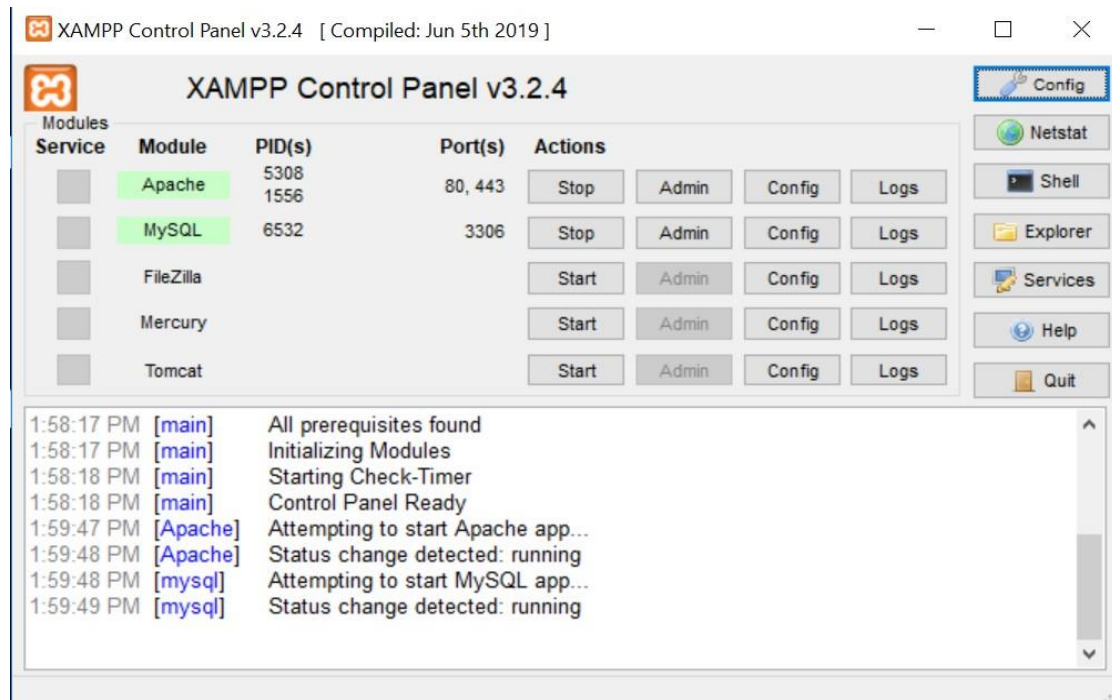 XAMPP Control Panel v3.2.4 [ Compiled: Jun 5th 2019 ]
XAMPP Control Panel v3.2.4
Config
Modules
Service Module PID(s) Port(s) Actions
Netstat
Apache 5308 1556 80, 443 Stop Admin Config Logs
Shell
MySQL 6532 3306 Stop Admin Config Logs
Explorer
FileZilla Start Admin Config Logs
Services
Mercury Start Admin Config Logs
Help
Tomcat Start Admin Config Logs
Quit
1:58:17 PM [main] All prerequisites found
1:58:17 PM [main] Initializing Modules
1:58:18 PM [main] Starting Check-Timer
1:58:18 PM [main] Control Panel Ready
1:59:47 PM [Apache] Attempting to start Apache app...
1:59:48 PM [Apache] Status change detected: running
1:59:48 PM [mysql] Attempting to start MySQL app...
1:59:49 PM [mysql] Status change detected: running